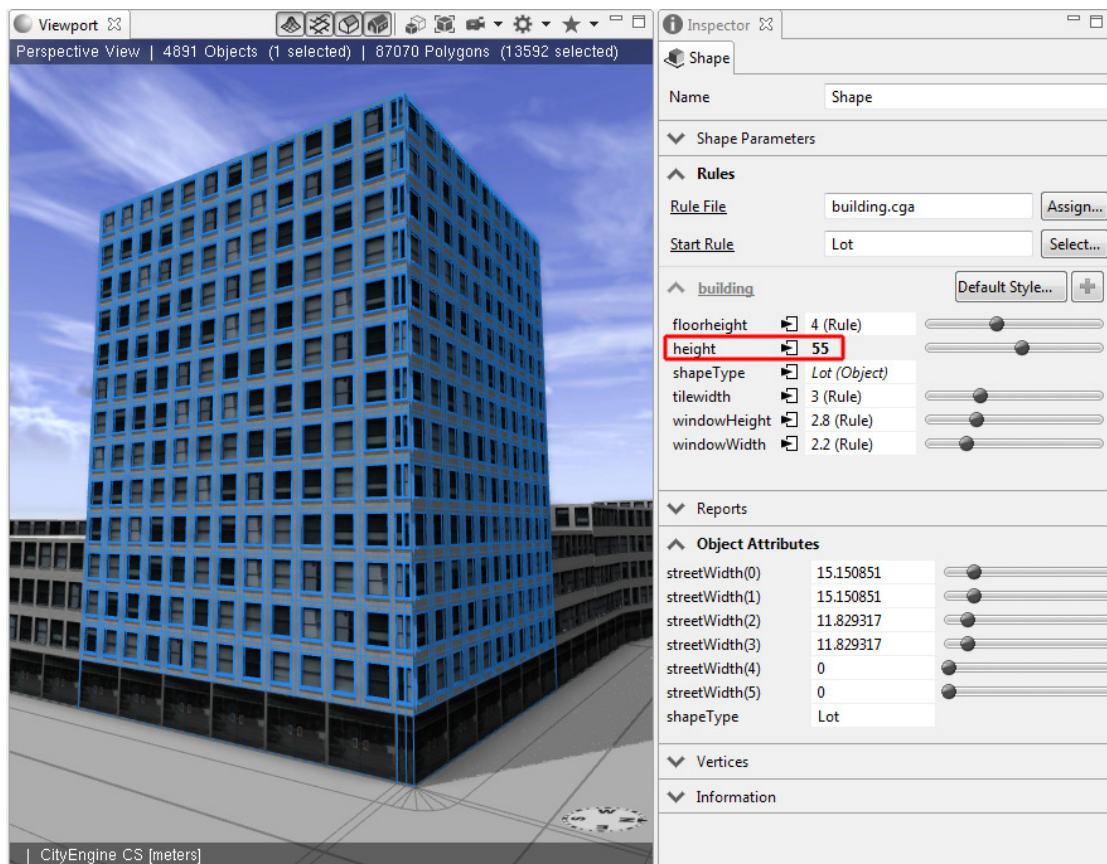 Viewport
Perspective View | 4891 Objects (1 selected) | 87070 Polygons (13592 selected)
CityEngine CS [meters]
Inspector
Shape
Name Shape
Shape Parameters
Rules
Rule File building.cga Assign...
Start Rule Lot Select...
building Default Style...
floorheight 4 (Rule)
height 55
shapeType Lot (Object)
tilewidth 3 (Rule)
windowHeight 2.8 (Rule)
windowWidth 2.2 (Rule)
Reports
Object Attributes
streetWidth(0) 15.150851
streetWidth(1) 15.150851
streetWidth(2) 11.829317
streetWidth(3) 11.829317
streetWidth(4) 0
streetWidth(5) 0
shapeType Lot
Vertices
Information